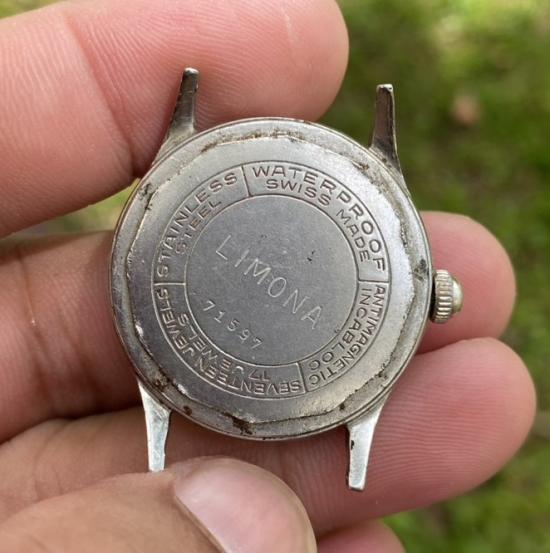 WATERPROOF
SWISS MADE
ANTIMAGNETIC
INCABLOC
SEVENTEEN JEWELS
17 JEWELS
STAINLESS
STEEL
LIMONA
71597